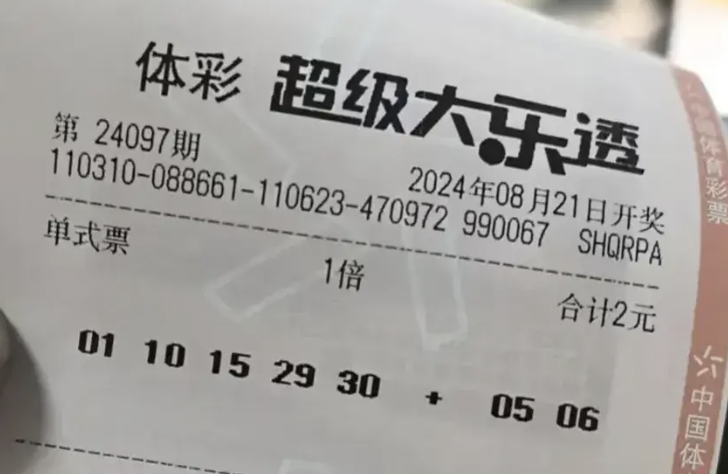 体彩 超级大乐透
第 24097期
2024年08月21日开奖
110310-088661-110623-470972 990067 SHQRPA
单式票
1倍
合计2元
01 10 15 29 30 + 05 06
中国体育彩票
中国体